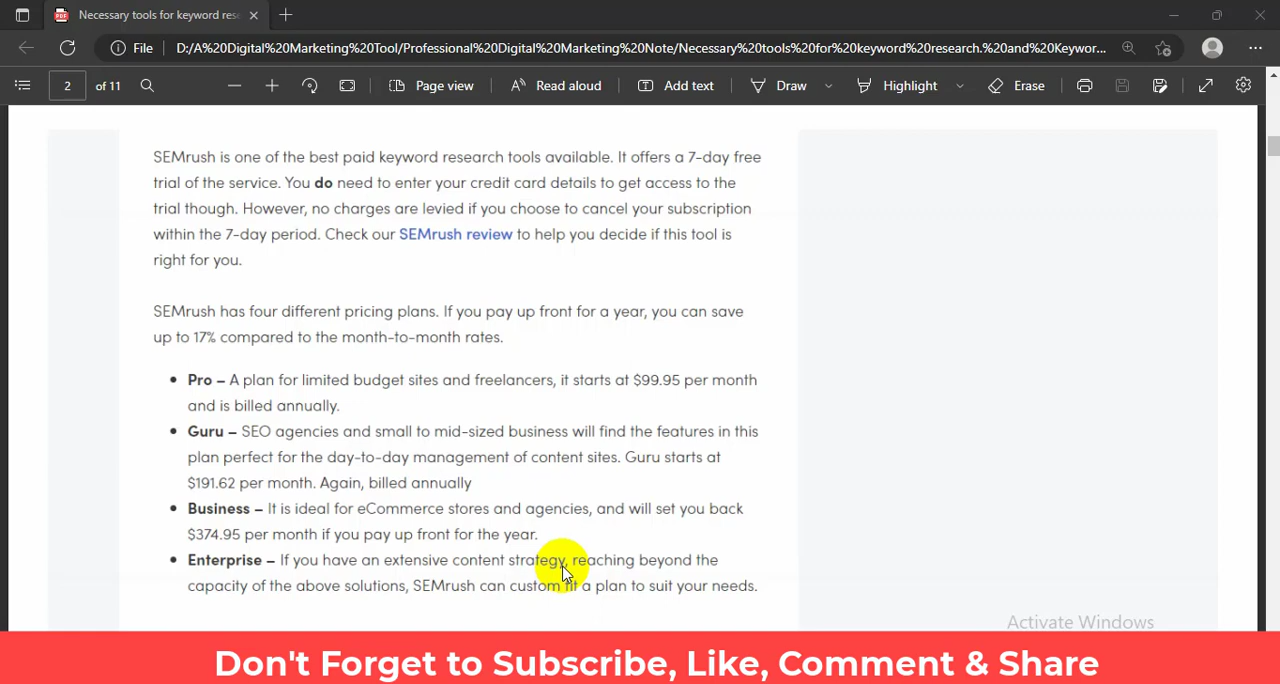 Necessary tools for keyword rese
File
D:/A%20Digital%20Marketing%20Tool/Professional%20Digital%20Marketing%20Note/Necessary%20tools%20for%20keyword%20research.%20and%20Keywor...
2 of 11
Page view
Read aloud
Add text
Draw
Highlight
Erase
SEMrush is one of the best paid keyword research tools available. It offers a 7-day free
trial of the service. You do need to enter your credit card details to get access to the
trial though. However, no charges are levied if you choose to cancel your subscription
within the 7-day period. Check our SEMrush review to help you decide if this tool is
right for you.
SEMrush has four different pricing plans. If you pay up front for a year, you can save
up to 17% compared to the month-to-month rates.
• Pro – A plan for limited budget sites and freelancers, it starts at $99.95 per month
and is billed annually.
• Guru – SEO agencies and small to mid-sized business will find the features in this
plan perfect for the day-to-day management of content sites. Guru starts at
$191.62 per month. Again, billed annually
• Business – It is ideal for eCommerce stores and agencies, and will set you back
$374.95 per month if you pay up front for the year.
• Enterprise – If you have an extensive content strategy, reaching beyond the
capacity of the above solutions, SEMrush can custom fit a plan to suit your needs.
Activate Windows
Don't Forget to Subscribe, Like, Comment & Share